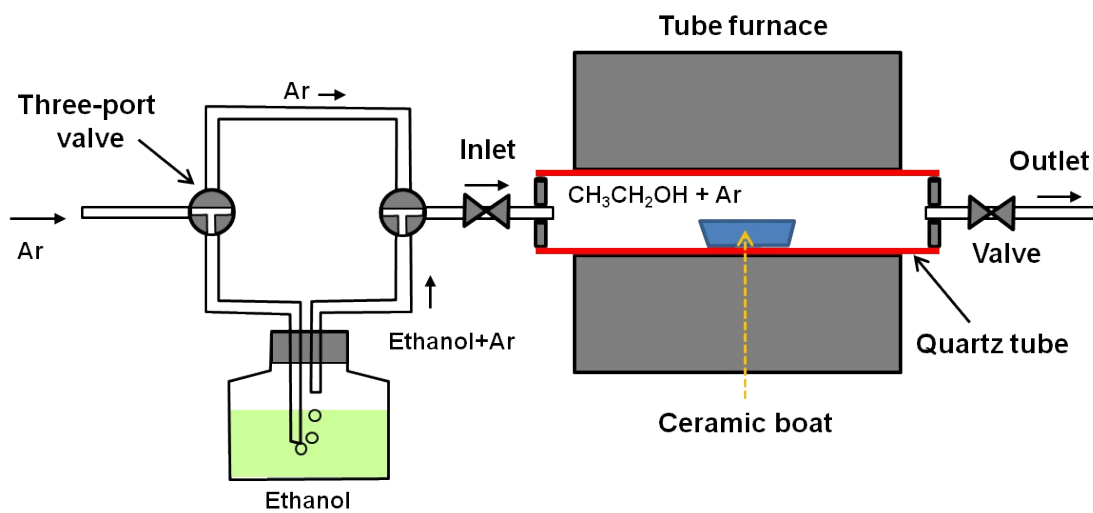 Tube furnace
Ar
Three-port
valve
Inlet
Outlet
CH₃CH₂OH + Ar
Ar
Valve
Ethanol+Ar
Quartz tube
Ceramic boat
Ethanol